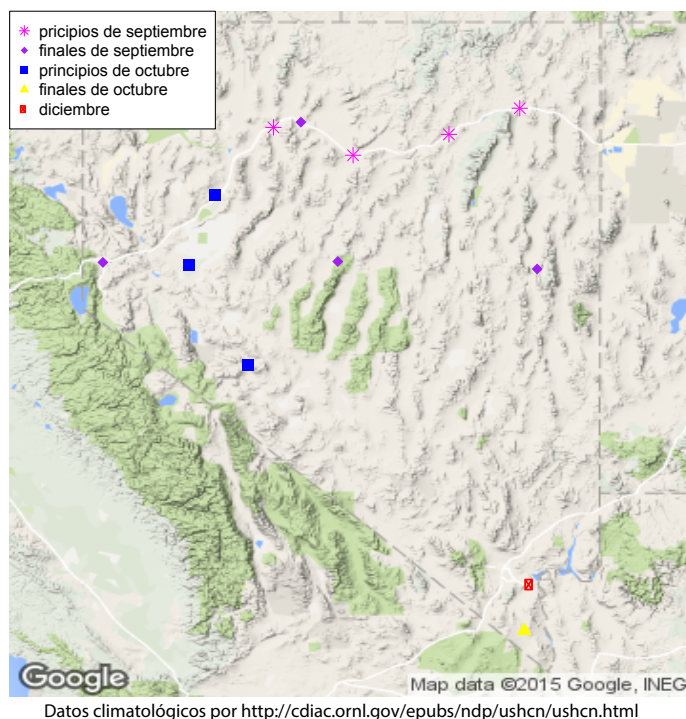 pricipios de septiembre
finales de septiembre
principios de octubre
finales de octubre
diciembre
Google
Map data ©2015 Google, INEG
Datos climatológicos por http://cdiac.ornl.gov/epubs/ndp/ushcn/ushcn.html